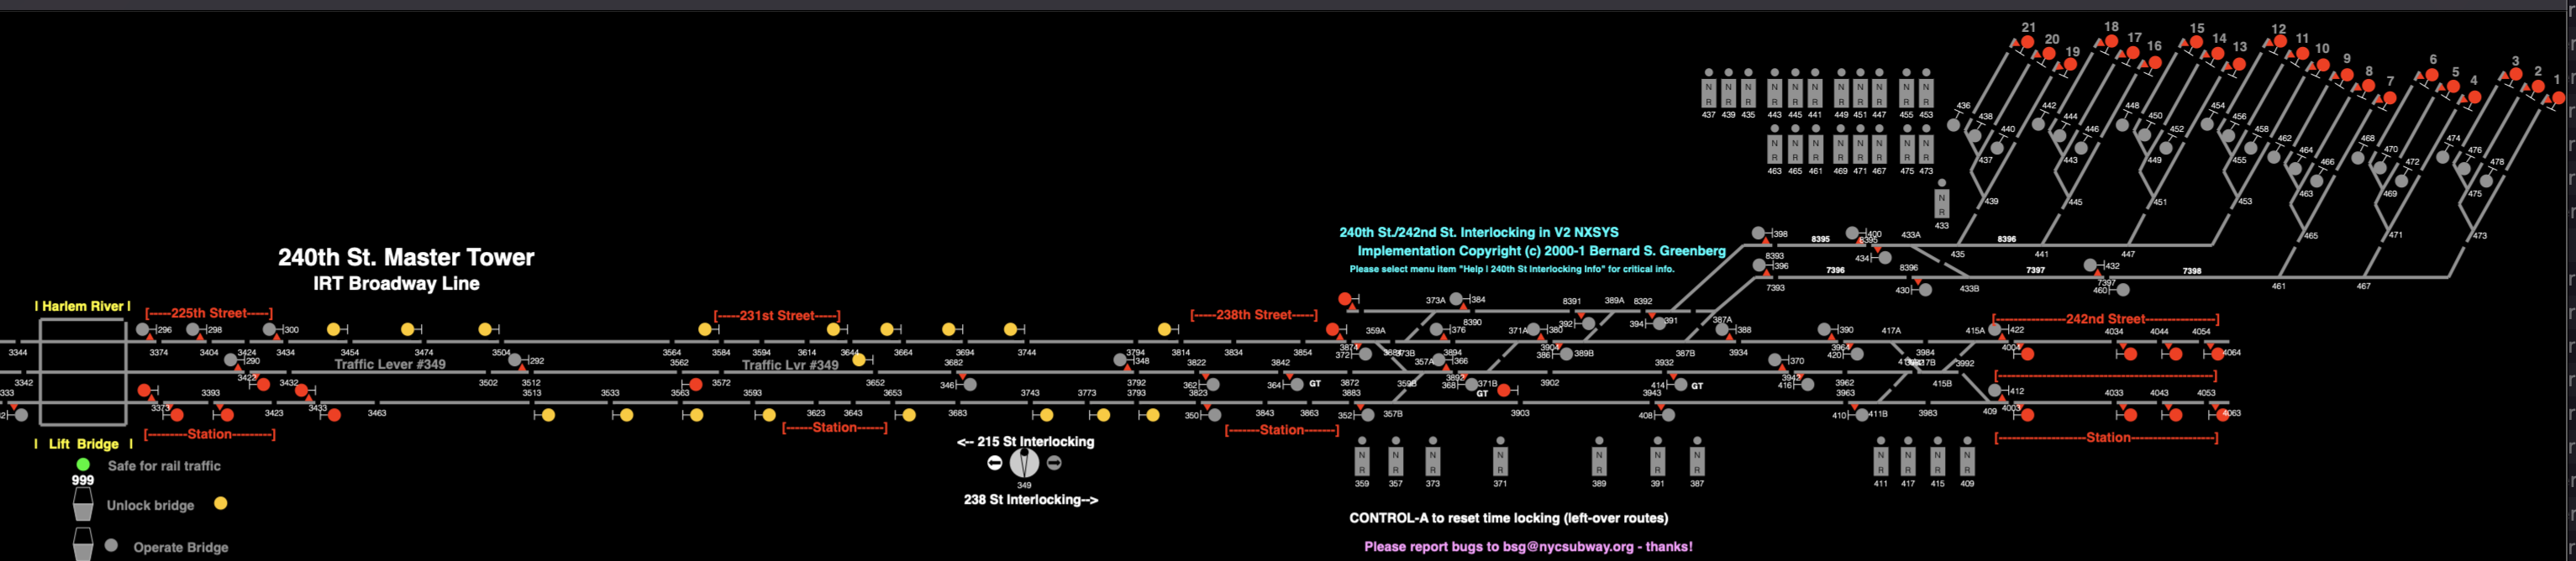 21 18 15 12
20 17 14 11
19 16 13 10
9 6 3
8 5 2
7 4 1
N N N N N N N N N N N
R R R R R R R R R R R
437 439 435 443 445 441 449 451 447 455 453
436 442 448 454
438 444 450 456
440 446 452 458
N N N N N N N N
R R R R R R R R
463 465 461 469 471 467 475 473
462 468 474
464 470 476
466 472 478
437 443 449 455
463 469 475
439 445 451 453
N
R
433
465 471 473
240th St./242nd St. Interlocking in V2 NXSYS
Implementation Copyright (c) 2000-1 Bernard S. Greenberg
Please select menu item "Help | 240th St Interlocking Info" for critical info.
398 8395 400 433A 8396
8393 434 435 441 447
396 7396 8396 7397 432 7398
7393 430 433B 460 461 467
240th St. Master Tower
IRT Broadway Line
| Harlem River |
[-----225th Street-----]
[-----231st Street-----]
[-----238th Street-----]
[------------------242nd Street------------------]
373A 384 8391 389A 8392
8390 392 394 391 387A
296 298 300 359A 376 371A 380 388 390 417A 415A 422 4034 4044 4054
3344 3374 3404 3424 3434 3454 3474 3504 3564 3584 3594 3614 3644 3664 3694 3744 3794 3814 3834 3854 3874 3894 3904 3934 3964 3984 4004 4064
372 386 389B 387B 420
290 Traffic Lever #349 292 Traffic Lvr #349 348 357A 366 370
3342 3422 3432 3502 3512 3562 3572 3652 3682 346 3792 3822 362 3842 364 GT 3872 359B 3892 368 371B GT 3902 3932 414 GT 3942 416 3962 3992 415B
[----------------------------------------------]
333 3373 3393 3423 3433 3463 3513 3533 3563 3593 3623 3643 3653 3683 3743 3773 3793 3823 3843 3863 3883 3903 3943 3963 3983 4003 4033 4043 4053 4063
350 352 357B 408 410 411B 409 412
[---------Station---------]
[------Station------]
[-------Station-------]
[--------------------Station-------------------]
| Lift Bridge |
Safe for rail traffic
999
Unlock bridge
Operate Bridge
<-- 215 St Interlocking
349
238 St Interlocking-->
N N N N N N N N N N N
R R R R R R R R R R R
359 357 373 371 389 391 387 411 417 415 409
CONTROL-A to reset time locking (left-over routes)
Please report bugs to bsg@nycsubway.org - thanks!